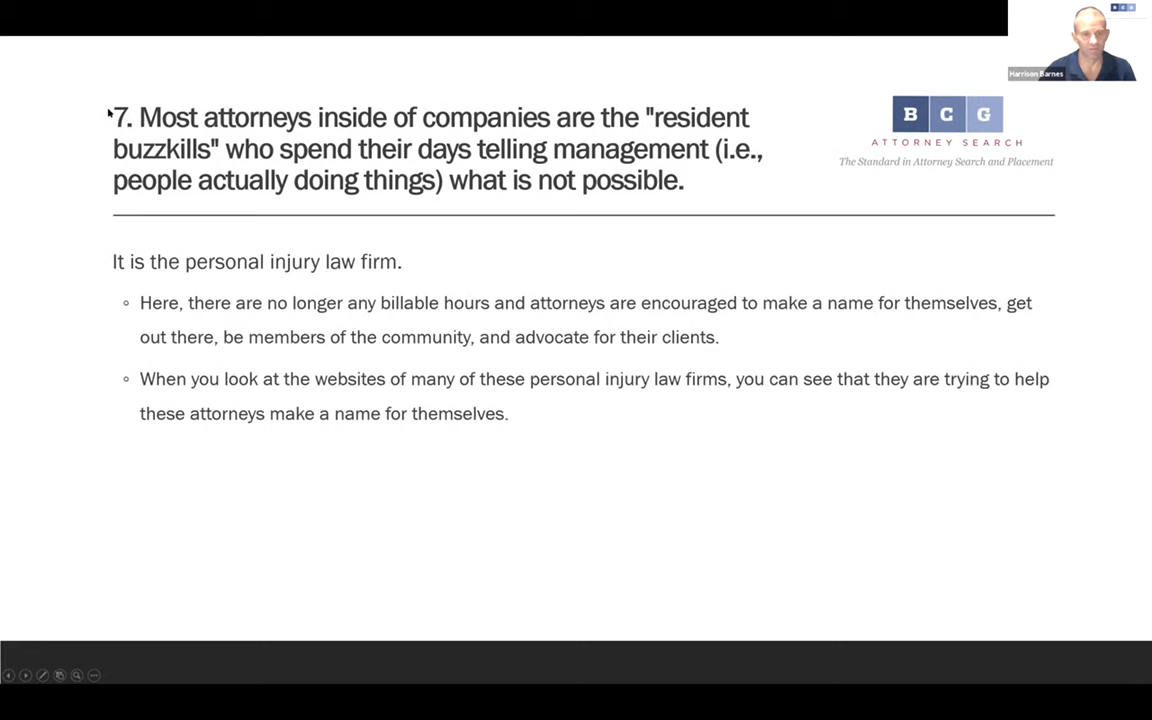 B C G
Harrison Barnes
7. Most attorneys inside of companies are the "resident
buzzkills" who spend their days telling management (i.e.,
people actually doing things) what is not possible.
B C G
ATTORNEY SEARCH
The Standard in Attorney Search and Placement
It is the personal injury law firm.
Here, there are no longer any billable hours and attorneys are encouraged to make a name for themselves, get
out there, be members of the community, and advocate for their clients.
When you look at the websites of many of these personal injury law firms, you can see that they are trying to help
these attorneys make a name for themselves.